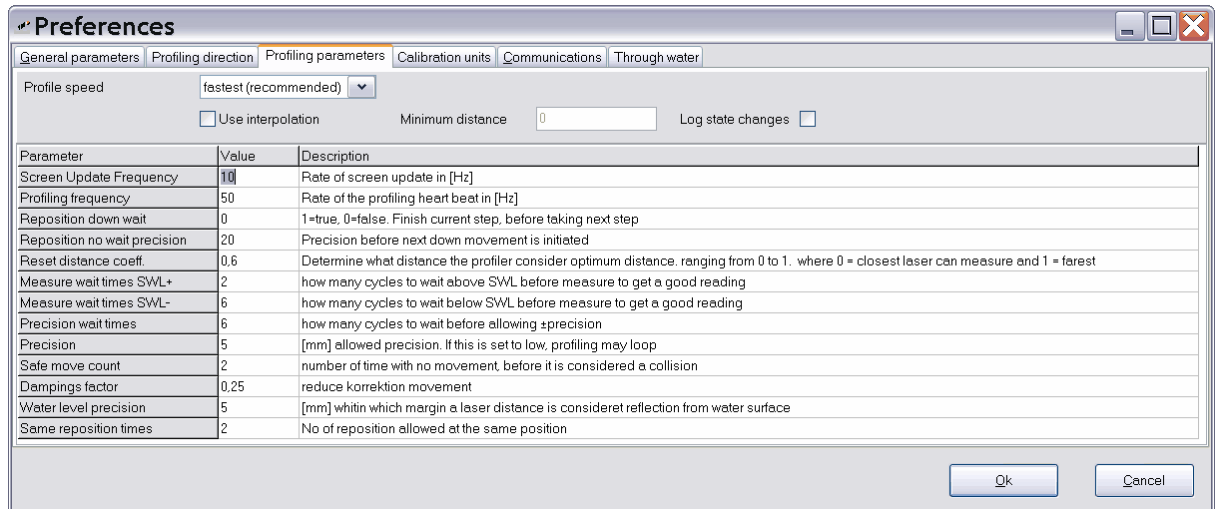 Preferences
General parameters Profiling direction Profiling parameters Calibration units Communications Through water
Profile speed fastest (recommended)
Use interpolation Minimum distance 0 Log state changes
Parameter Value Description
Screen Update Frequency 10 Rate of screen update in [Hz]
Profiling frequency 50 Rate of the profiling heart beat in [Hz]
Reposition down wait 0 1=true, 0=false. Finish current step, before taking next step
Reposition no wait precision 20 Precision before next down movement is initiated
Reset distance coeff. 0,6 Determine what distance the profiler consider optimum distance. ranging from 0 to 1. where 0 = closest laser can measure and 1 = farest
Measure wait times SWL+ 2 how many cycles to wait above SWL before measure to get a good reading
Measure wait times SWL- 6 how many cycles to wait below SWL before measure to get a good reading
Precision wait times 6 how many cycles to wait before allowing ±precision
Precision 5 [mm] allowed precision. If this is set to low, profiling may loop
Safe move count 2 number of time with no movement, before it is considered a collision
Dampings factor 0,25 reduce korrektion movement
Water level precision 5 [mm] whitin which margin a laser distance is consideret reflection from water surface
Same reposition times 2 No of reposition allowed at the same position
Ok Cancel